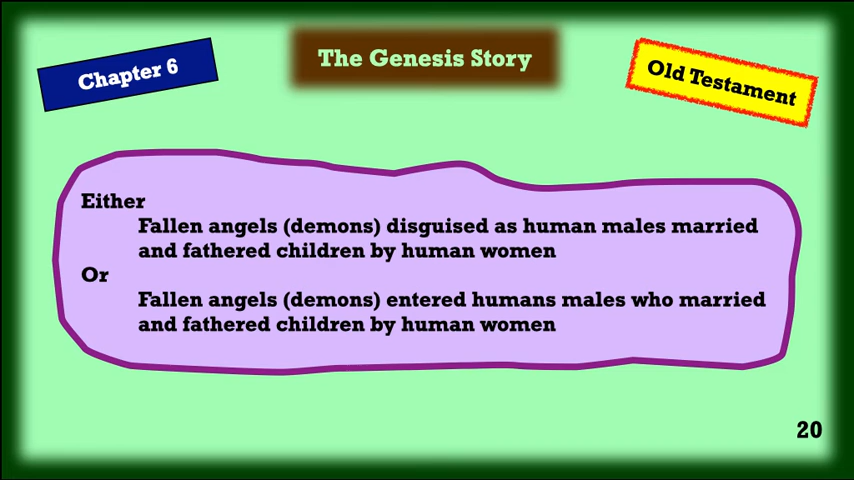 Chapter 6
The Genesis Story
Old Testament
Either
Fallen angels (demons) disguised as human males married
and fathered children by human women
Or
Fallen angels (demons) entered humans males who married
and fathered children by human women
20